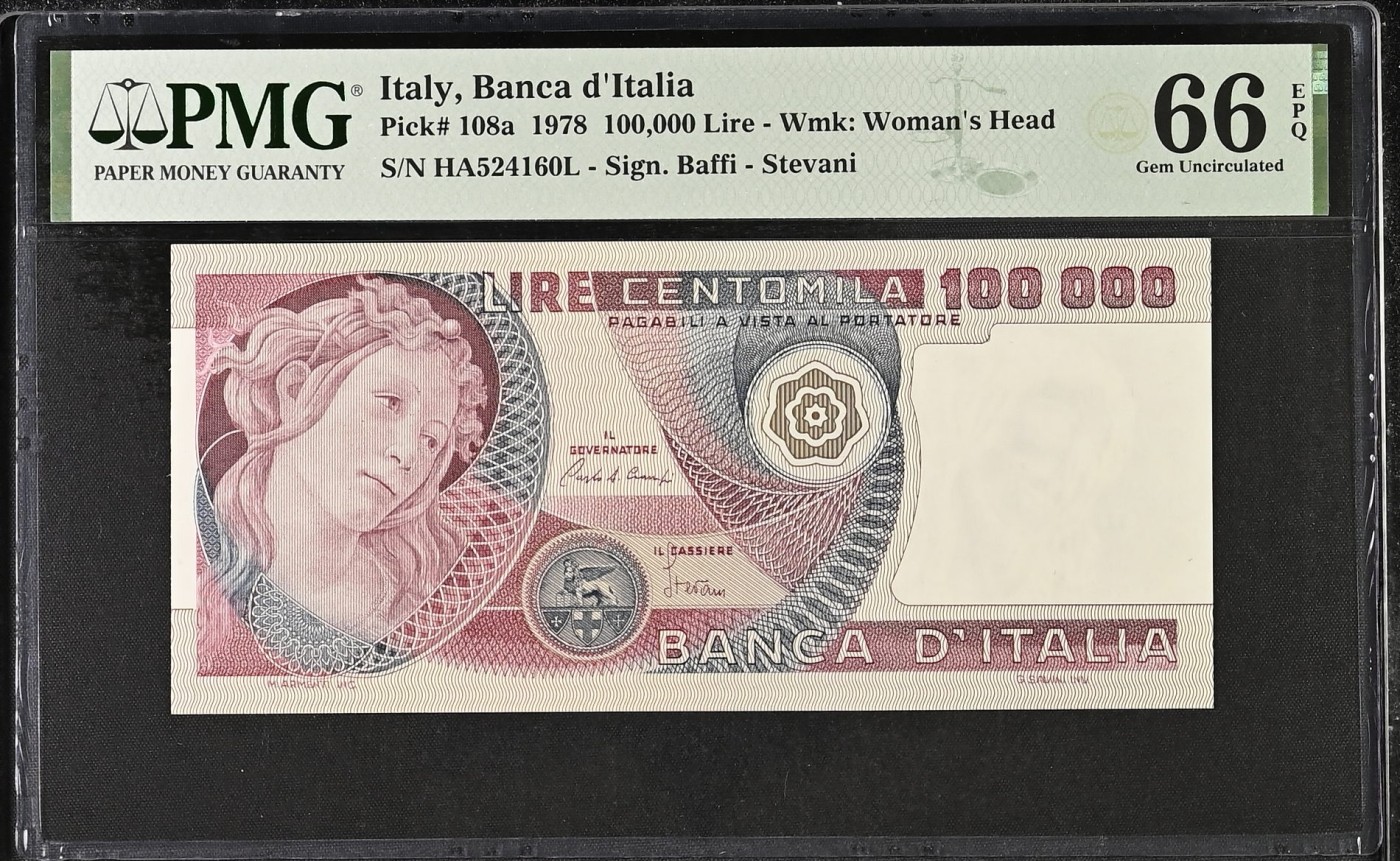 PMG®
PAPER MONEY GUARANTY
Italy, Banca d'Italia
Pick# 108a 1978 100,000 Lire - Wmk: Woman's Head
S/N HA524160L - Sign. Baffi - Stevani
66
EPQ
Gem Uncirculated
LIRE CENTOMILA 100 000
PAGABILI A VISTA AL PORTATORE
IL
GOVERNATORE
IL CASSIERE
Stevani
BANCA D'ITALIA